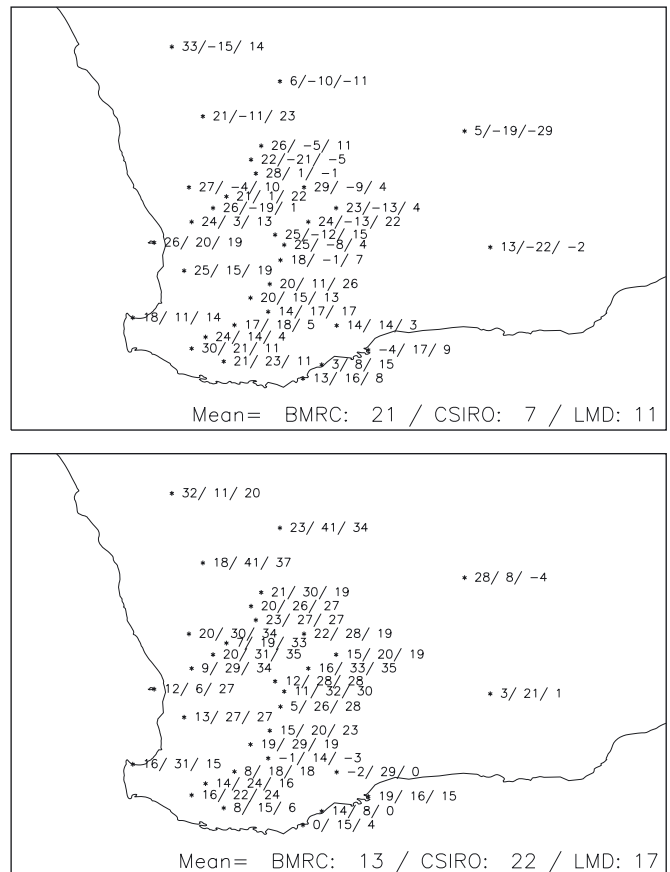 * 33/-15/ 14
* 6/-10/-11
* 21/-11/ 23
* 5/-19/-29
* 26/ -5/ 11
* 22/-21/ -5
* 28/ 1/ -1
* 27/ -4/ 10
* 29/ -9/ 4
* 21/ 1/ 22
* 26/-19/ 1
* 23/-13/ 4
* 24/ 3/ 13
* 24/-13/ 22
* 25/-12/ 15
* 26/ 20/ 19
* 25/ -8/ 4
* 13/-22/ -2
* 18/ -1/ 7
* 25/ 15/ 19
* 20/ 11/ 26
* 20/ 15/ 13
* 14/ 17/ 17
* 18/ 11/ 14
* 17/ 18/ 5
* 14/ 14/ 3
* 24/ 14/ 4
* 30/ 21/ 11
* -4/ 17/ 9
* 21/ 23/ 11
* 3/ 8/ 15
* 13/ 16/ 8
Mean= BMRC: 21 / CSIRO: 7 / LMD: 11
* 32/ 11/ 20
* 23/ 41/ 34
* 18/ 41/ 37
* 28/ 8/ -4
* 21/ 30/ 19
* 20/ 26/ 27
* 23/ 27/ 27
* 20/ 30/ 34
* 22/ 28/ 19
* 7/ 19/ 33
* 20/ 31/ 35
* 15/ 20/ 19
* 9/ 29/ 34
* 16/ 33/ 35
* 12/ 28/ 28
* 12/ 6/ 27
* 11/ 32/ 30
* 3/ 21/ 1
* 5/ 26/ 28
* 13/ 27/ 27
* 15/ 20/ 23
* 19/ 29/ 19
* -1/ 14/ -3
* 16/ 31/ 15
* 8/ 18/ 18
* -2/ 29/ 0
* 14/ 24/ 16
* 16/ 22/ 24
* 19/ 16/ 15
* 8/ 15/ 6
* 14/ 8/ 0
* 0/ 15/ 4
Mean= BMRC: 13 / CSIRO: 22 / LMD: 17